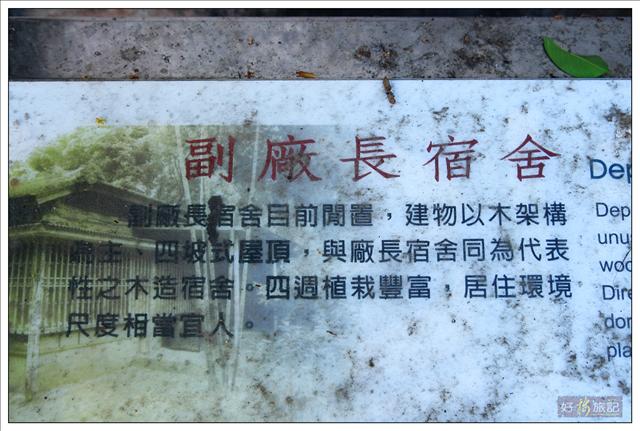 副廠長宿舍
副廠長宿舍目前閒置，建物以木架構
為主、四坡式屋頂，與廠長宿舍同為代表
性之木造宿舍。四週植栽豐富，居住環境
尺度相當宜人。
Dep
Dep
unu
woo
Dire
dor
pla
好攝旅記